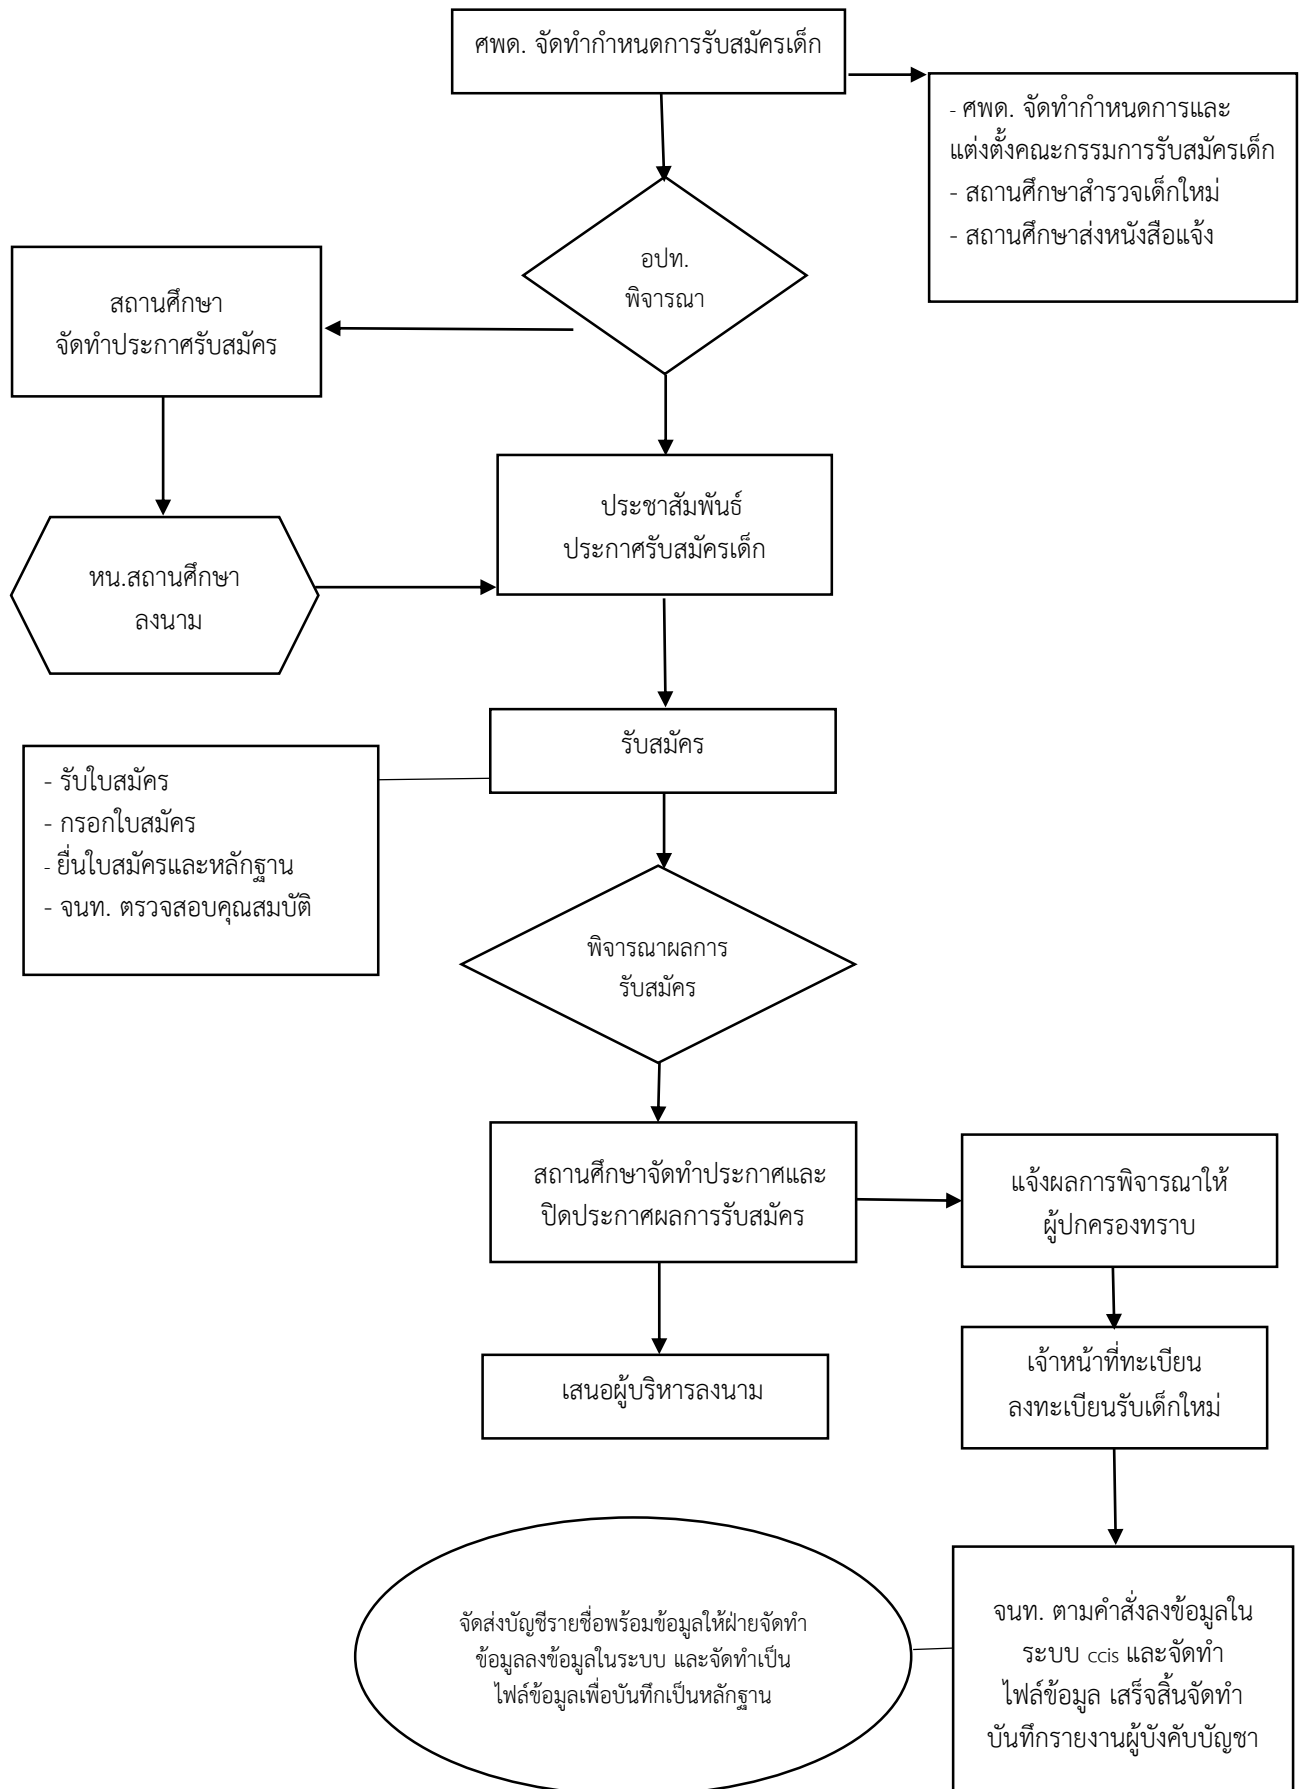 ศพด. จัดทำกำหนดการรับสมัครเด็ก
- ศพด. จัดทำกำหนดการและ
แต่งตั้งคณะกรรมการรับสมัครเด็ก
- สถานศึกษาสำรวจเด็กใหม่
- สถานศึกษาส่งหนังสือแจ้ง
อปท.
พิจารณา
สถานศึกษา
จัดทำประกาศรับสมัคร
ประชาสัมพันธ์
ประกาศรับสมัครเด็ก
หน.สถานศึกษา
ลงนาม
รับสมัคร
- รับใบสมัคร
- กรอกใบสมัคร
- ยื่นใบสมัครและหลักฐาน
- จนท. ตรวจสอบคุณสมบัติ
พิจารณาผลการ
รับสมัคร
สถานศึกษาจัดทำประกาศและ
ปิดประกาศผลการรับสมัคร
แจ้งผลการพิจารณาให้
ผู้ปกครองทราบ
เสนอผู้บริหารลงนาม
เจ้าหน้าที่ทะเบียน
ลงทะเบียนรับเด็กใหม่
จัดส่งบัญชีรายชื่อพร้อมข้อมูลให้ฝ่ายจัดทำ
ข้อมูลลงข้อมูลในระบบ และจัดทำเป็น
ไฟล์ข้อมูลเพื่อบันทึกเป็นหลักฐาน
จนท. ตามคำสั่งลงข้อมูลใน
ระบบ ccis และจัดทำ
ไฟล์ข้อมูล เสร็จสิ้นจัดทำ
บันทึกรายงานผู้บังคับบัญชา